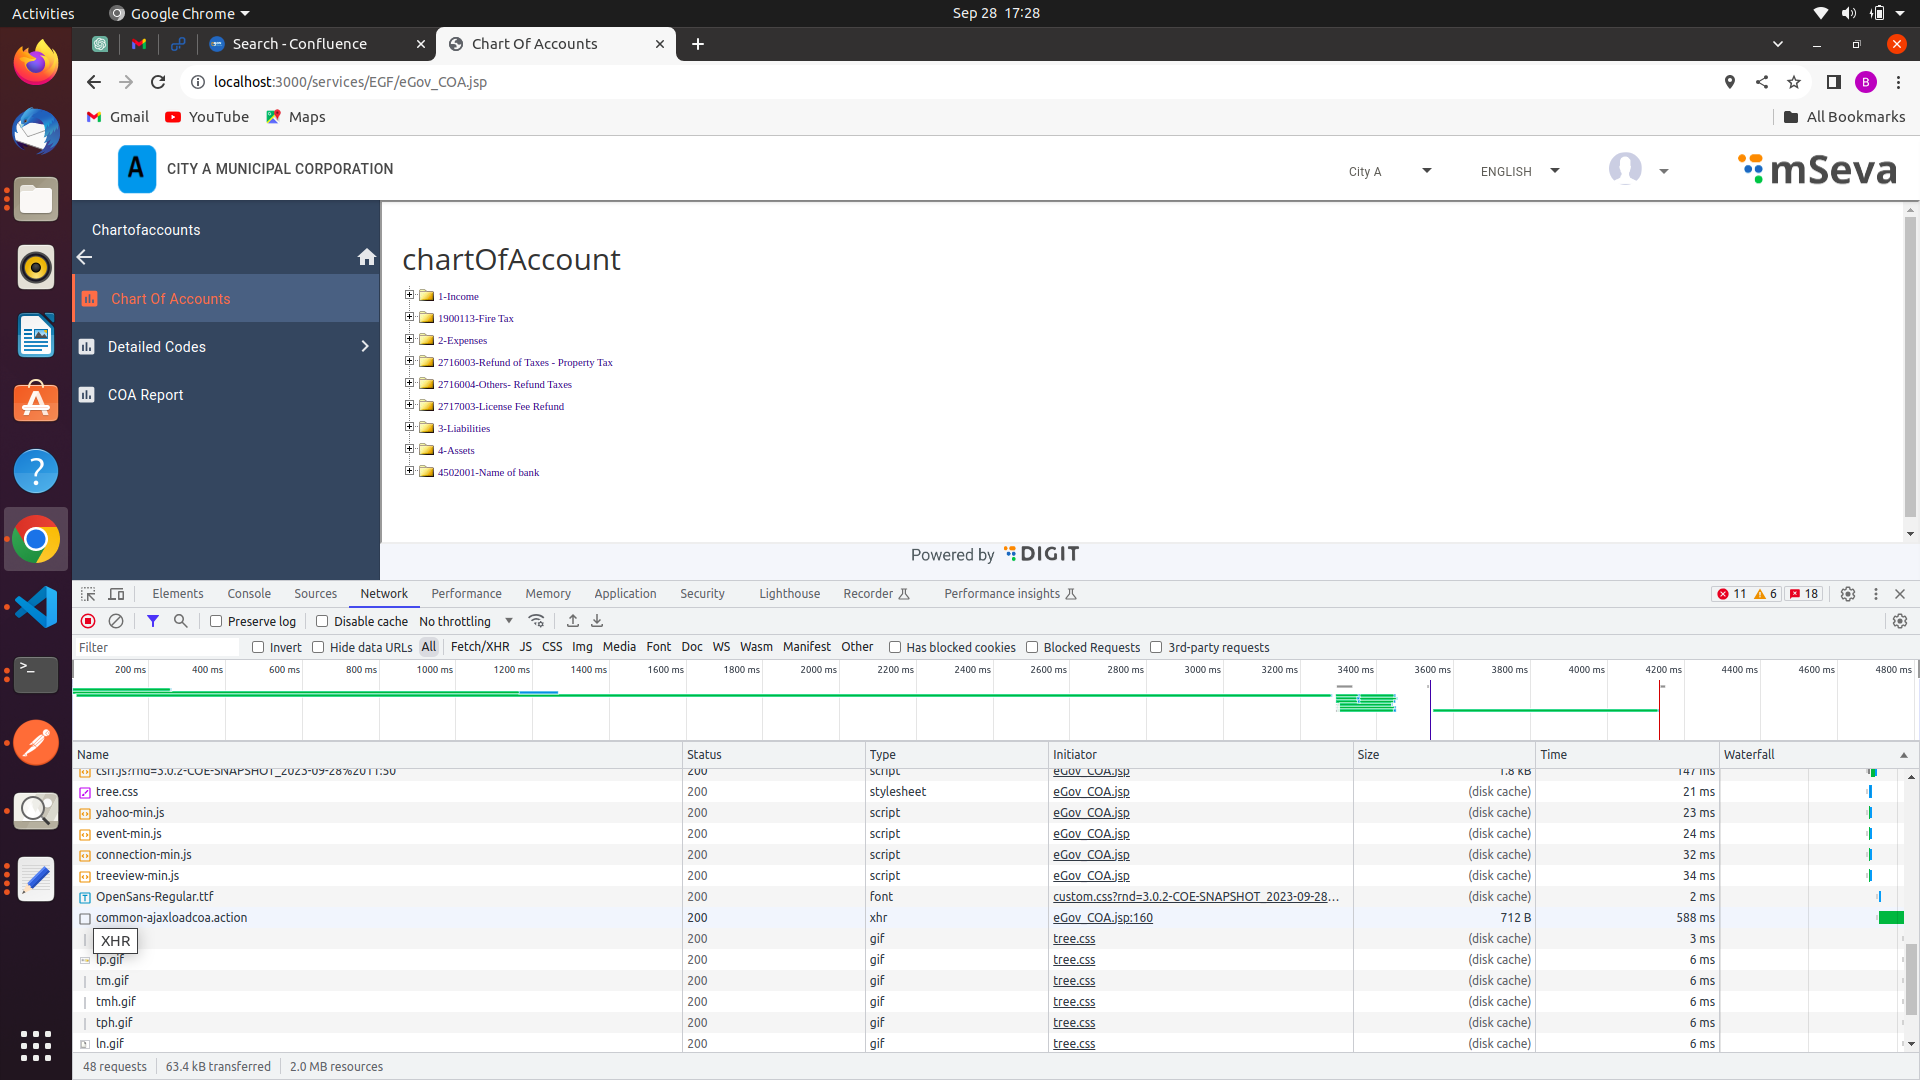 Activities
Google Chrome
Sep 28 17:28
Search - Confluence
Chart Of Accounts
localhost:3000/services/EGF/eGov_COA.jsp
B
Gmail
YouTube
Maps
All Bookmarks
A
CITY A MUNICIPAL CORPORATION
City A
ENGLISH
mSeva
Chartofaccounts
Chart Of Accounts
Detailed Codes
COA Report
chartOfAccount
1-Income
1900113-Fire Tax
2-Expenses
2716003-Refund of Taxes - Property Tax
2716004-Others- Refund Taxes
2717003-License Fee Refund
3-Liabilities
4-Assets
4502001-Name of bank
Powered by DIGIT
Elements Console Sources Network Performance Memory Application Security Lighthouse Recorder Performance insights 11 6 18
Preserve log Disable cache No throttling
Filter Invert Hide data URLs All Fetch/XHR JS CSS Img Media Font Doc WS Wasm Manifest Other Has blocked cookies Blocked Requests 3rd-party requests
200 ms 400 ms 600 ms 800 ms 1000 ms 1200 ms 1400 ms 1600 ms 1800 ms 2000 ms 2200 ms 2400 ms 2600 ms 2800 ms 3000 ms 3200 ms 3400 ms 3600 ms 3800 ms 4000 ms 4200 ms 4400 ms 4600 ms 4800 ms
Name Status Type Initiator Size Time Waterfall
csrf.js?rnd=3.0.2-COE-SNAPSHOT_2023-09-28%2011:50 200 script eGov_COA.jsp 1.8 kB 147 ms
tree.css 200 stylesheet eGov_COA.jsp (disk cache) 21 ms
yahoo-min.js 200 script eGov_COA.jsp (disk cache) 23 ms
event-min.js 200 script eGov_COA.jsp (disk cache) 24 ms
connection-min.js 200 script eGov_COA.jsp (disk cache) 32 ms
treeview-min.js 200 script eGov_COA.jsp (disk cache) 34 ms
OpenSans-Regular.ttf 200 font custom.css?rnd=3.0.2-COE-SNAPSHOT_2023-09-28... (disk cache) 2 ms
common-ajaxloadcoa.action 200 xhr eGov_COA.jsp:160 712 B 588 ms
XHR 200 gif tree.css (disk cache) 3 ms
lp.gif 200 gif tree.css (disk cache) 6 ms
tm.gif 200 gif tree.css (disk cache) 6 ms
tmh.gif 200 gif tree.css (disk cache) 6 ms
tph.gif 200 gif tree.css (disk cache) 6 ms
ln.gif 200 gif tree.css (disk cache) 6 ms
48 requests 63.4 kB transferred 2.0 MB resources